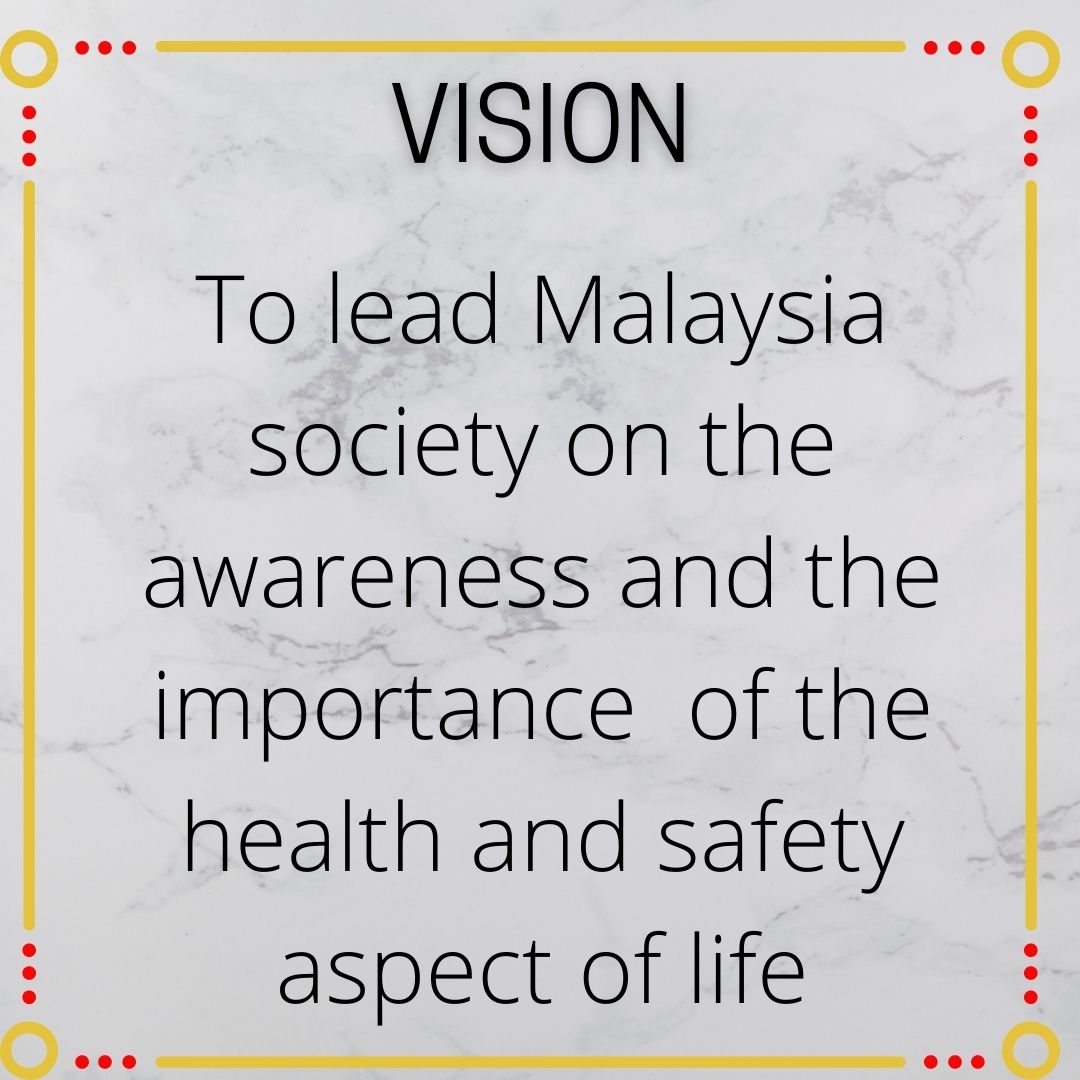 VISION
To lead Malaysia
society on the
awareness and the
importance  of the
health and safety
aspect of life